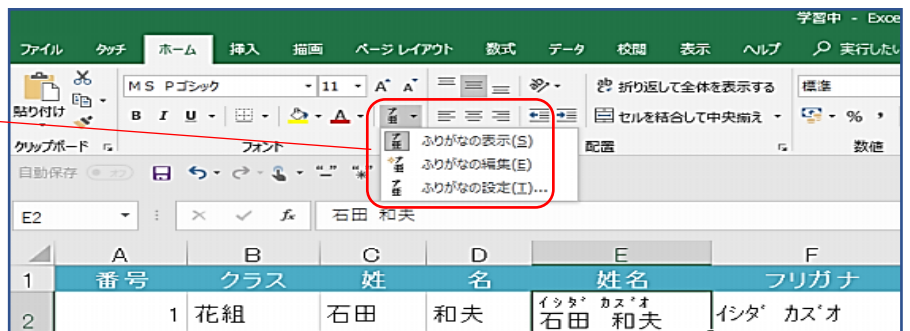 学習中 - Exce
ファイル タッチ ホーム 挿入 描画 ページ レイアウト 数式 データ 校閲 表示 ヘルプ 実行したい
貼り付け
ＭＳ Ｐゴシック 11 A A 折り返して全体を表示する 標準
B I U A セルを結合して中央揃え % ,
クリップボード フォント 配置 数値
ふりがなの表示(S)
ふりがなの編集(E)
ふりがなの設定(T)...
自動保存 オフ
E2 fx 石田 和夫
A B C D E F
1 番号 クラス 姓 名 姓名 フリガナ
イシダ カズオ
2 1 花組 石田 和夫 石田 和夫 イシダ カズオ